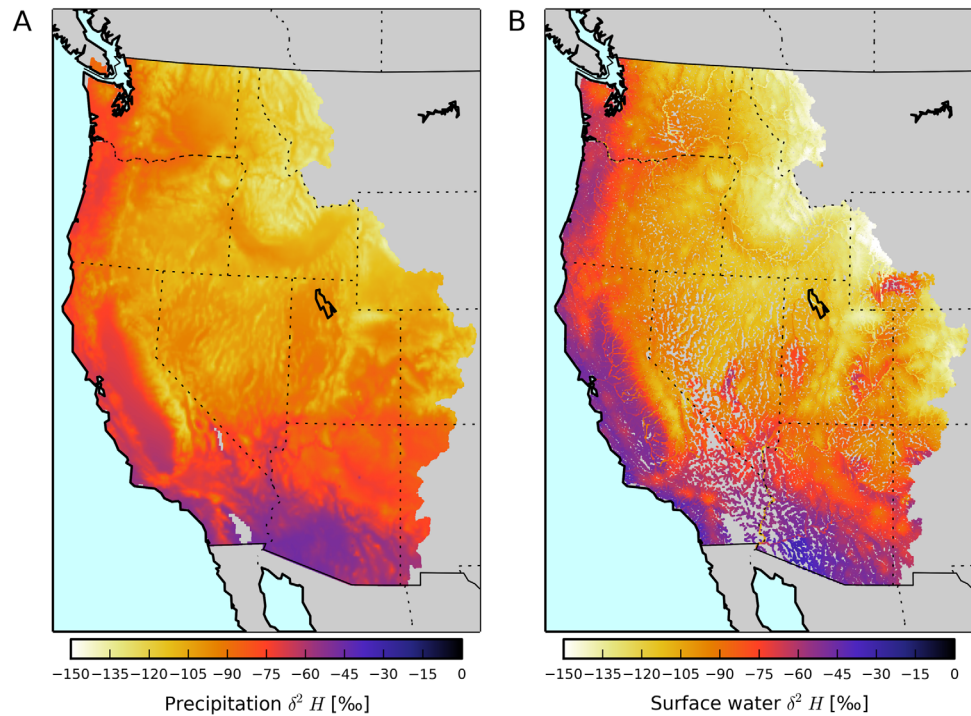 A
B
−150−135−120−105 −90 −75 −60 −45 −30 −15 0
Precipitation δ² H [‰]
−150−135−120−105 −90 −75 −60 −45 −30 −15 0
Surface water δ² H [‰]